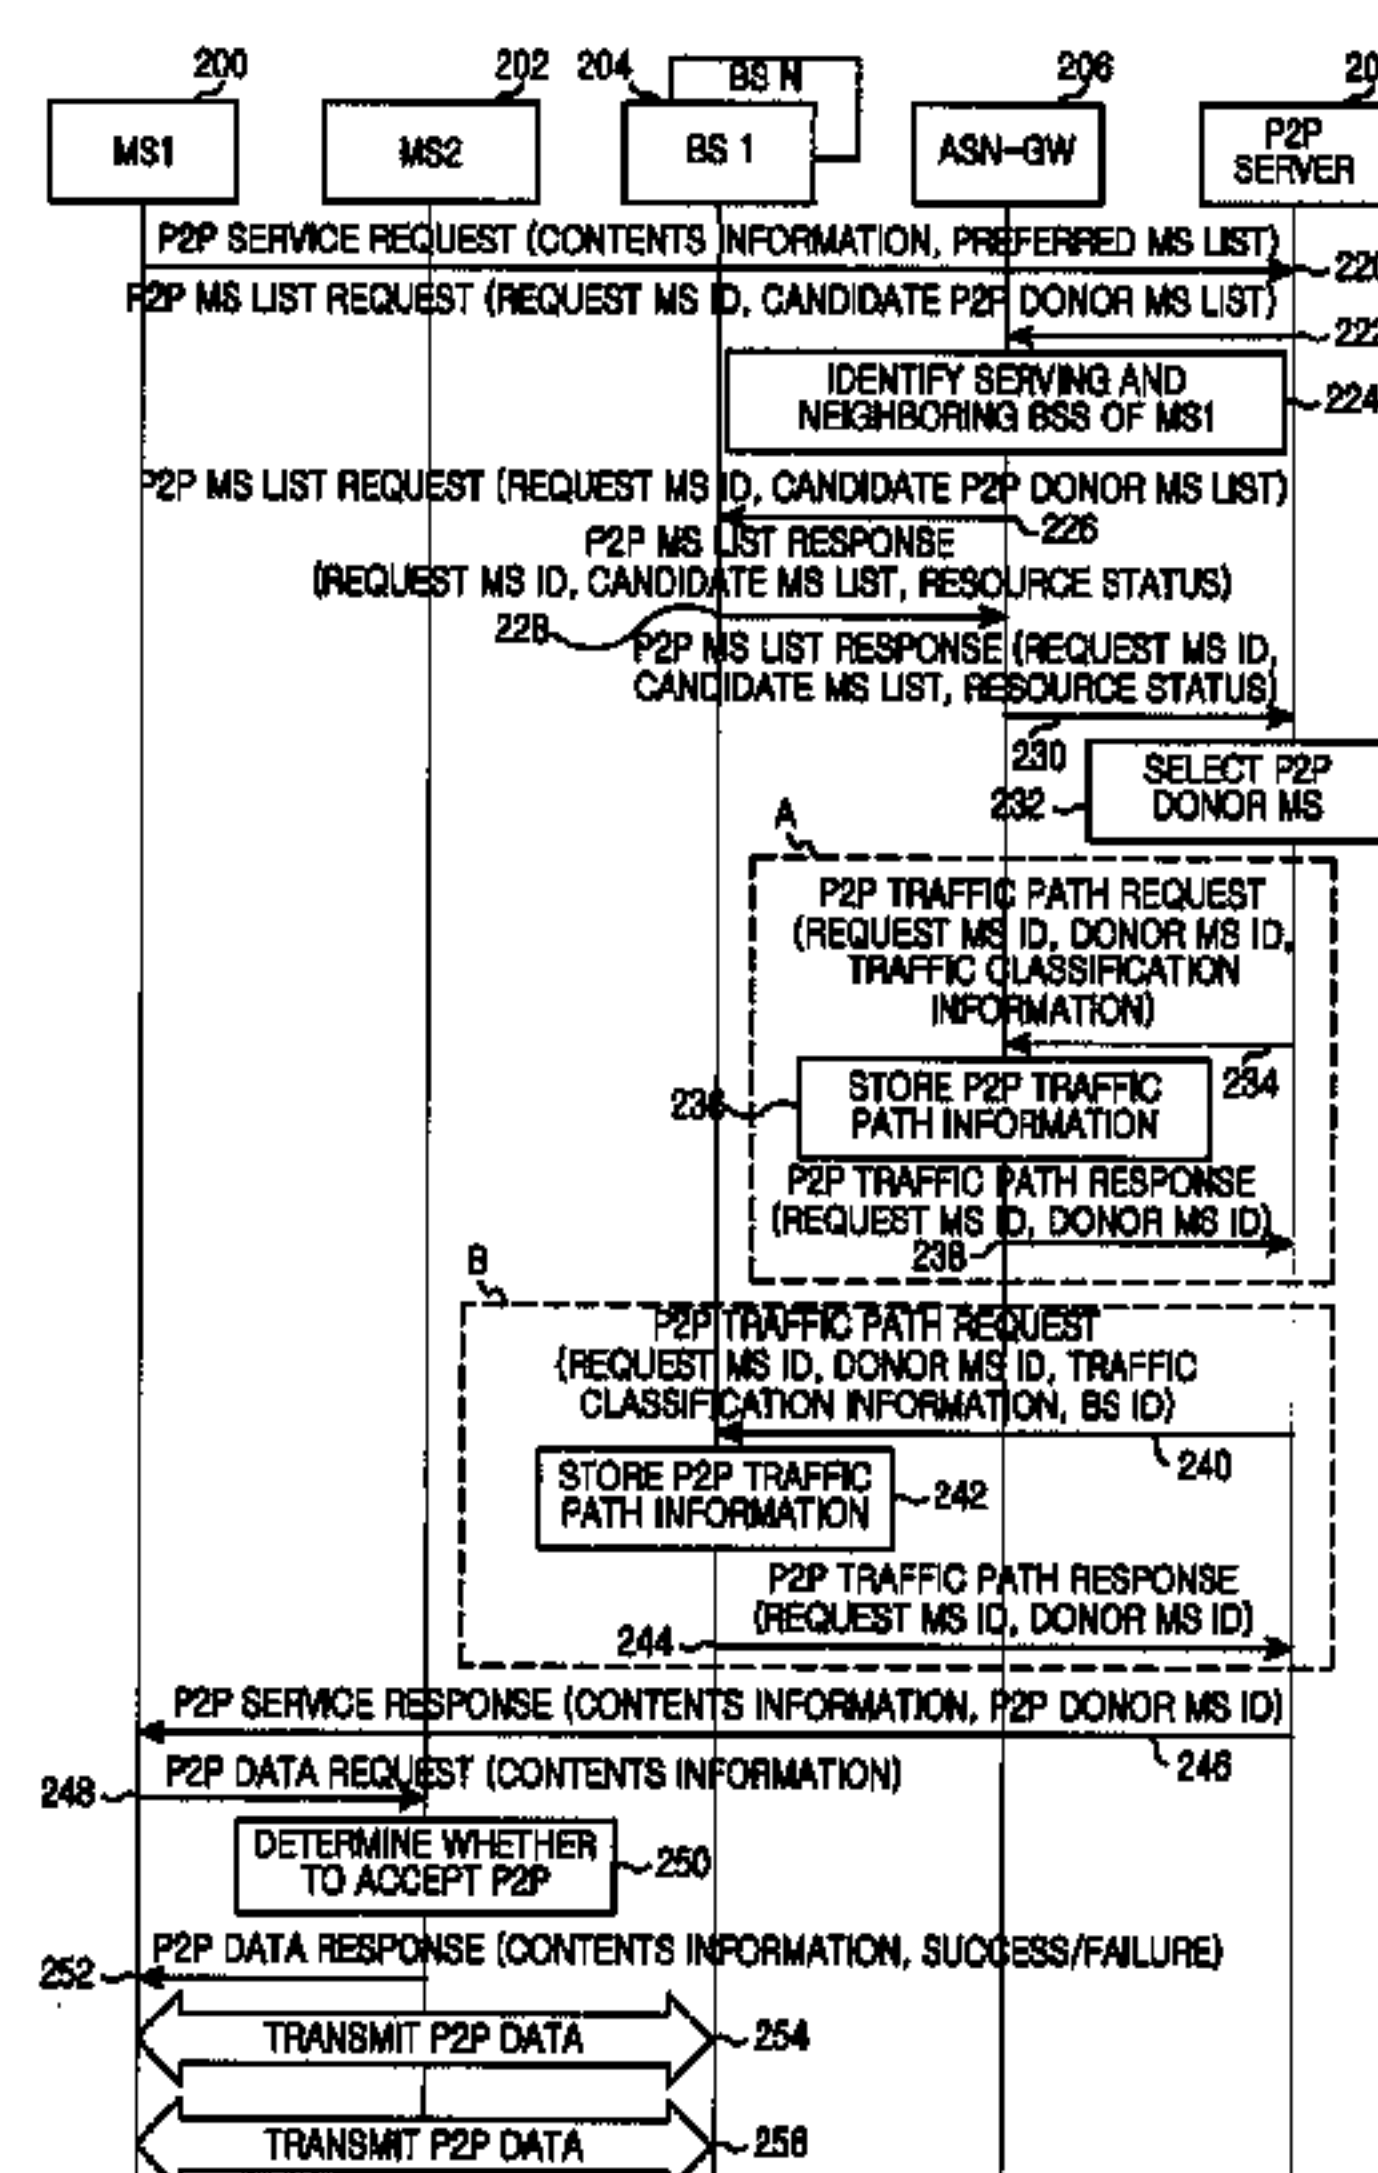 200
202
204
BS N
206
20
MS1
MS2
BS 1
ASN-GW
P2P
SERVER
P2P SERVICE REQUEST (CONTENTS INFORMATION, PREFERRED MS LIST)
220
P2P MS LIST REQUEST (REQUEST MS ID, CANDIDATE P2P DONOR MS LIST)
222
IDENTIFY SERVING AND
NEIGHBORING BSS OF MS1
224
P2P MS LIST REQUEST (REQUEST MS ID, CANDIDATE P2P DONOR MS LIST)
226
P2P MS LIST RESPONSE
(REQUEST MS ID, CANDIDATE MS LIST, RESOURCE STATUS)
228
P2P MS LIST RESPONSE (REQUEST MS ID,
CANDIDATE MS LIST, RESOURCE STATUS)
230
SELECT P2P
DONOR MS
232
A
P2P TRAFFIC PATH REQUEST
(REQUEST MS ID, DONOR MS ID,
TRAFFIC CLASSIFICATION
INFORMATION)
234
STORE P2P TRAFFIC
PATH INFORMATION
236
P2P TRAFFIC PATH RESPONSE
(REQUEST MS ID, DONOR MS ID)
238
B
P2P TRAFFIC PATH REQUEST
(REQUEST MS ID, DONOR MS ID, TRAFFIC
CLASSIFICATION INFORMATION, BS ID)
240
STORE P2P TRAFFIC
PATH INFORMATION
242
P2P TRAFFIC PATH RESPONSE
(REQUEST MS ID, DONOR MS ID)
244
P2P SERVICE RESPONSE (CONTENTS INFORMATION, P2P DONOR MS ID)
246
P2P DATA REQUEST (CONTENTS INFORMATION)
248
DETERMINE WHETHER
TO ACCEPT P2P
250
P2P DATA RESPONSE (CONTENTS INFORMATION, SUCCESS/FAILURE)
252
TRANSMIT P2P DATA
254
TRANSMIT P2P DATA
256